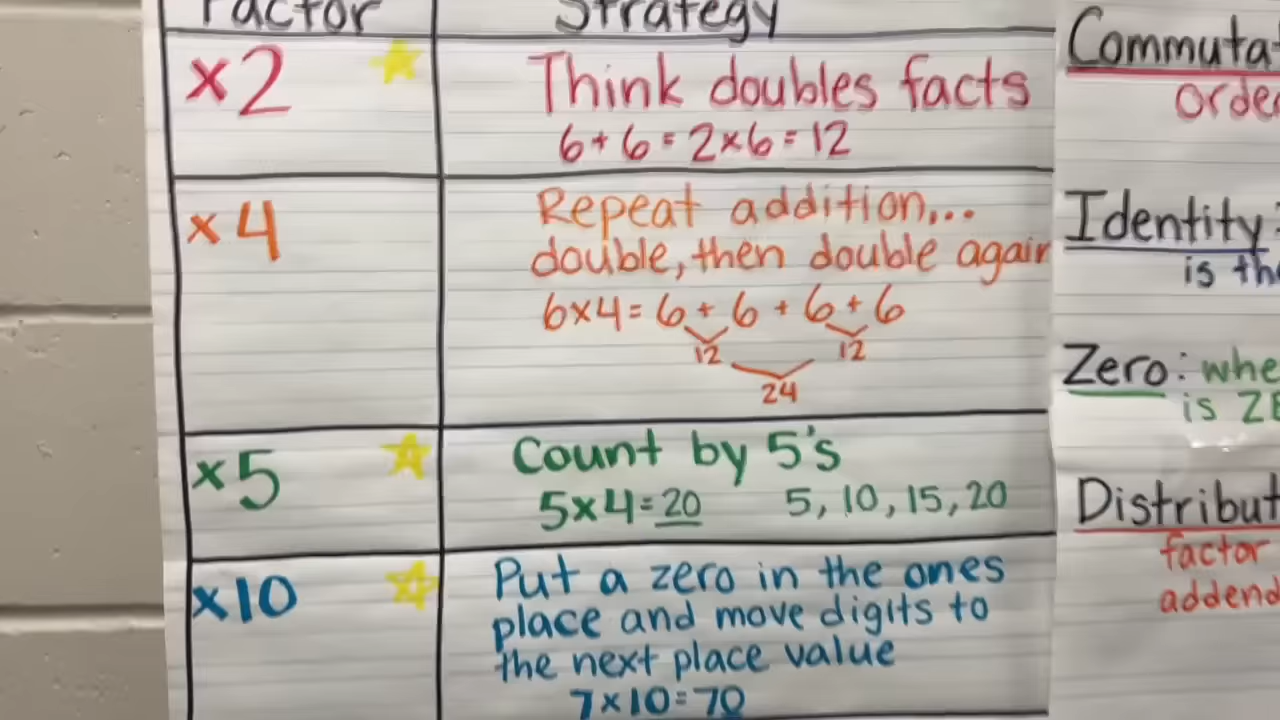 Factor Strategy
×2 Think doubles facts
6 + 6 = 2×6 = 12
×4 Repeat addition...
double, then double again
6×4 = 6 + 6 + 6 + 6
12 12
24
×5 Count by 5's
5×4=20 5, 10, 15, 20
×10 Put a zero in the ones
place and move digits to
the next place value
7×10=70
Commutat
order
Identity:
is the
Zero: whe
is ZE
Distribut
factor
addend